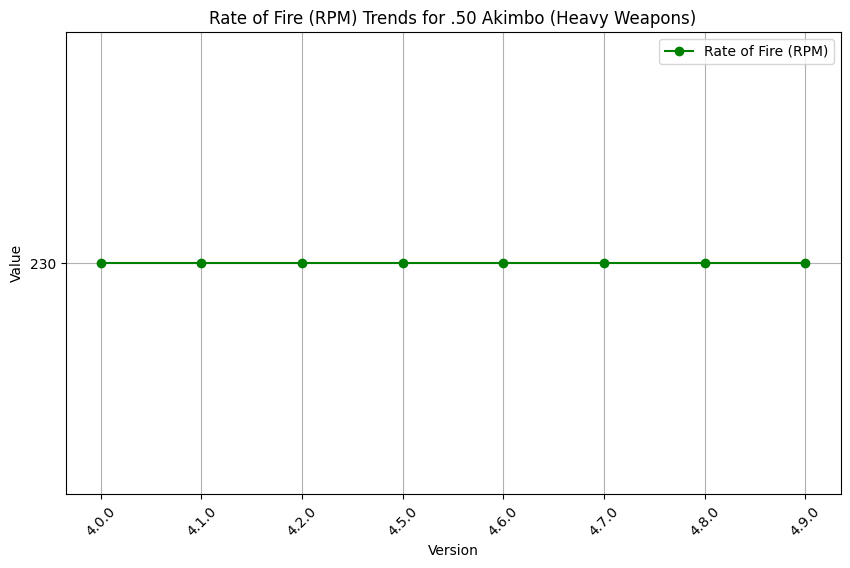 Rate of Fire (RPM) Trends for .50 Akimbo (Heavy Weapons)
Rate of Fire (RPM)
Value
230
4.0.0
4.1.0
4.2.0
4.5.0
4.6.0
4.7.0
4.8.0
4.9.0
Version